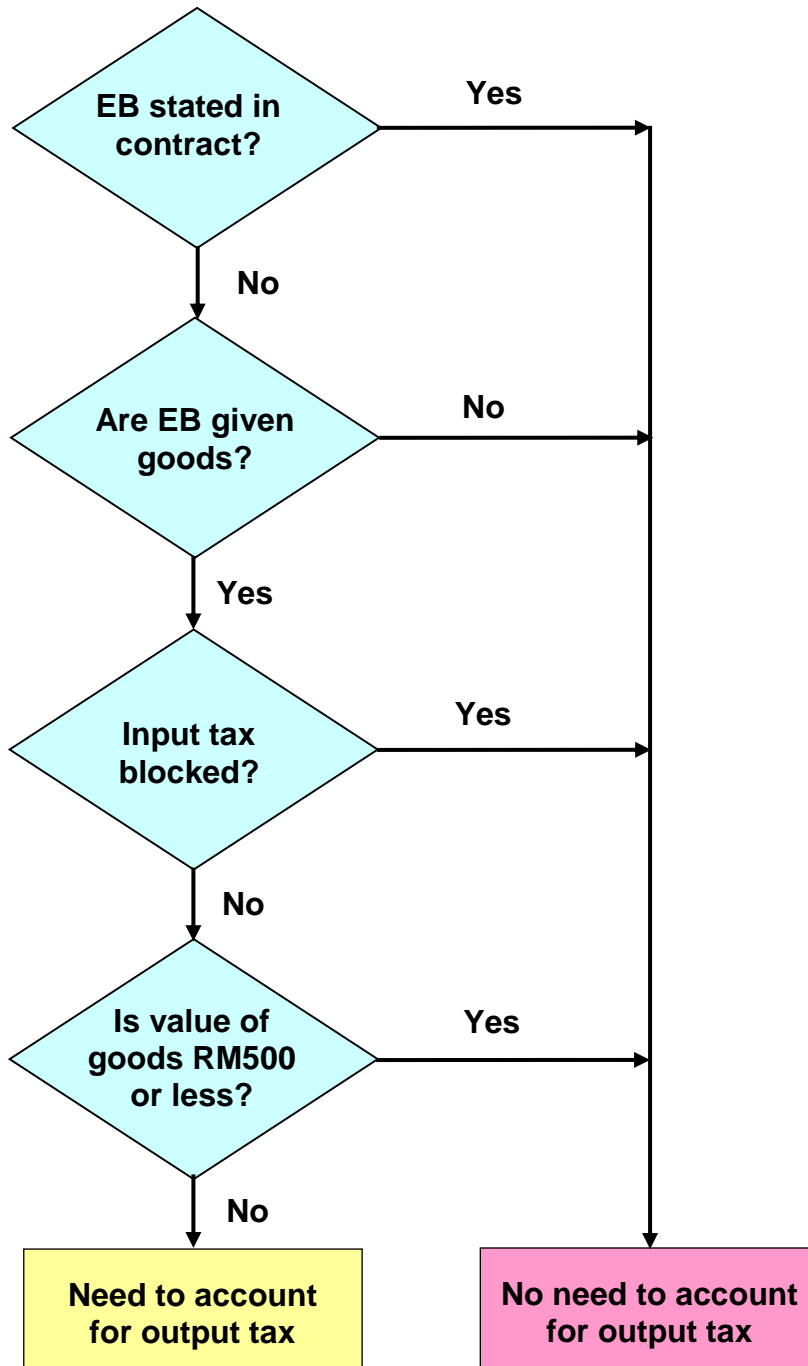 EB stated in
contract?
Yes
No
Are EB given
goods?
No
Yes
Input tax
blocked?
Yes
No
Is value of
goods RM500
or less?
Yes
No
Need to account
for output tax
No need to account
for output tax